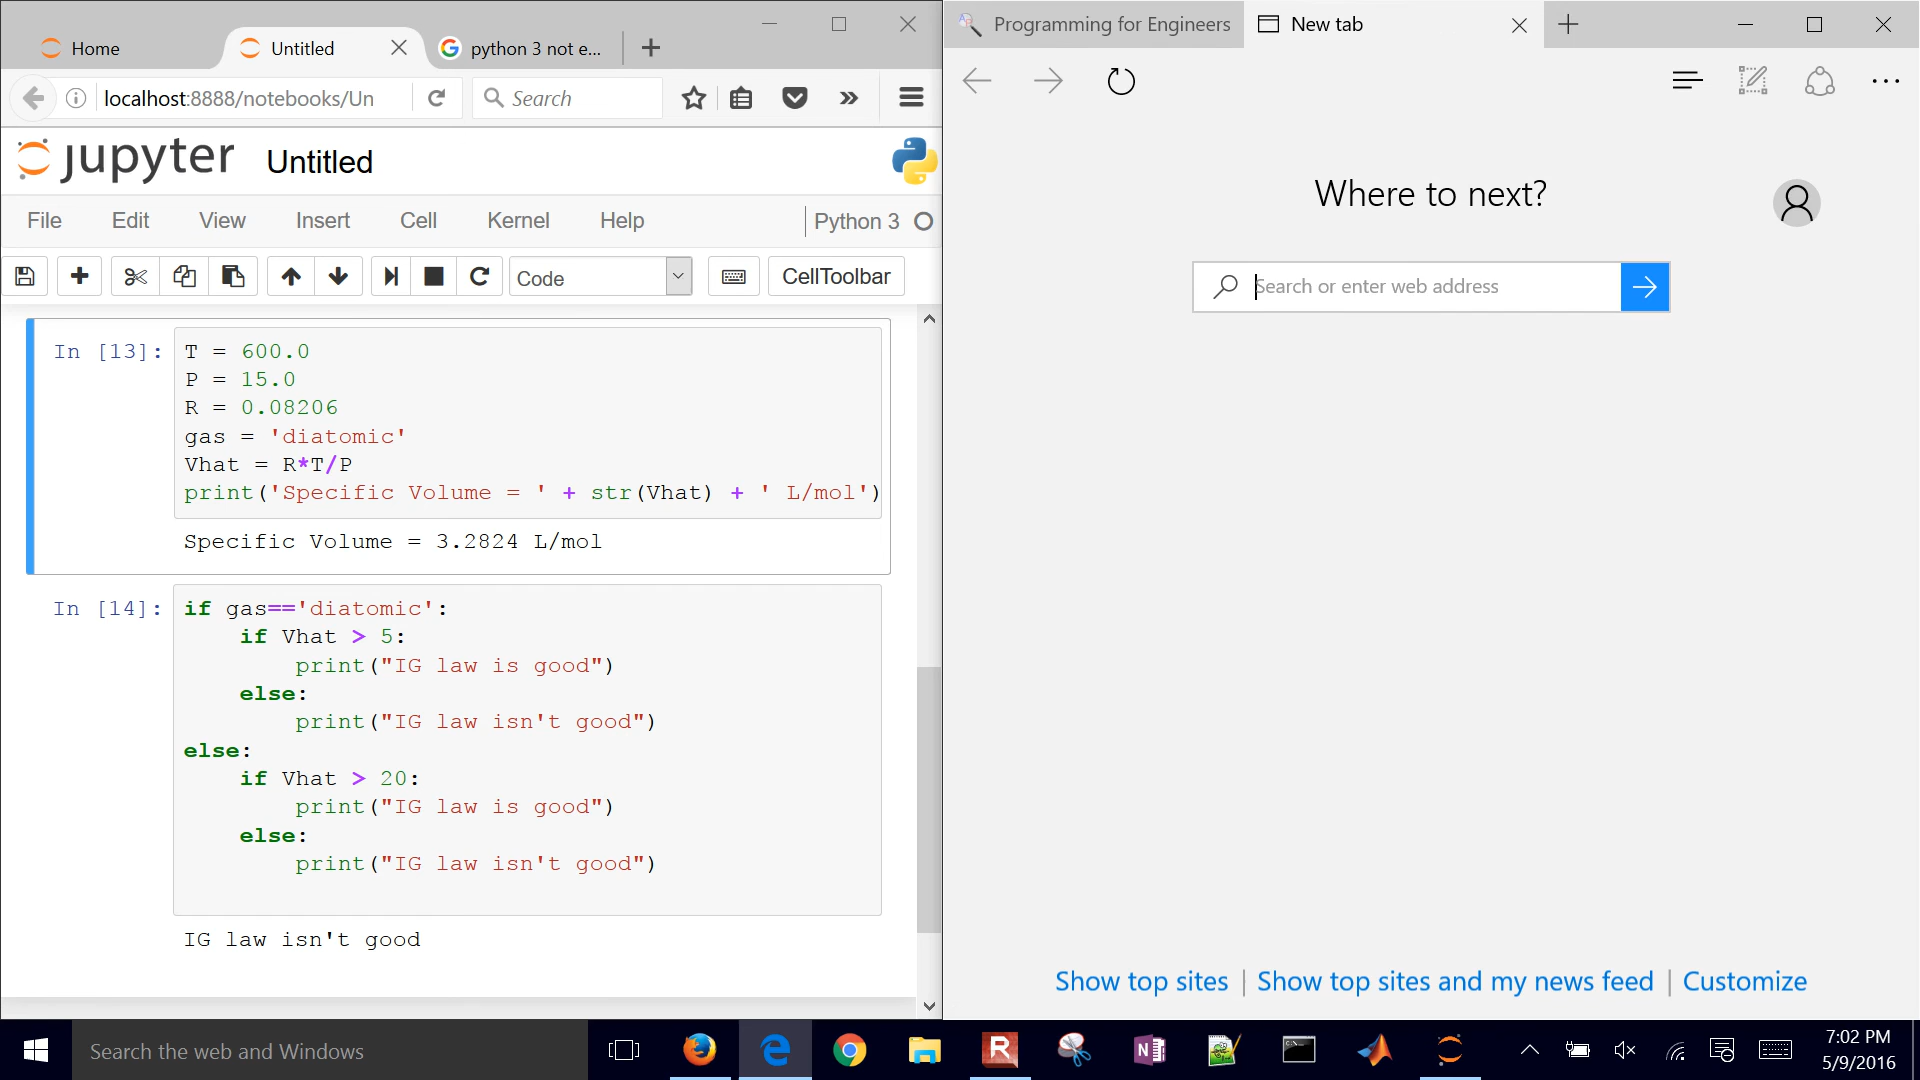 Home
Untitled
python 3 not e...
localhost:8888/notebooks/Un
Search
jupyter
Untitled
File Edit View Insert Cell Kernel Help
Python 3
Code
CellToolbar
In [13]:
T = 600.0
P = 15.0
R = 0.08206
gas = 'diatomic'
Vhat = R*T/P
print('Specific Volume = ' + str(Vhat) + ' L/mol')
Specific Volume = 3.2824 L/mol
In [14]:
if gas=='diatomic':
    if Vhat > 5:
        print("IG law is good")
    else:
        print("IG law isn't good")
else:
    if Vhat > 20:
        print("IG law is good")
    else:
        print("IG law isn't good")
IG law isn't good
Programming for Engineers
New tab
Where to next?
Search or enter web address
Show top sites | Show top sites and my news feed | Customize
Search the web and Windows
7:02 PM
5/9/2016